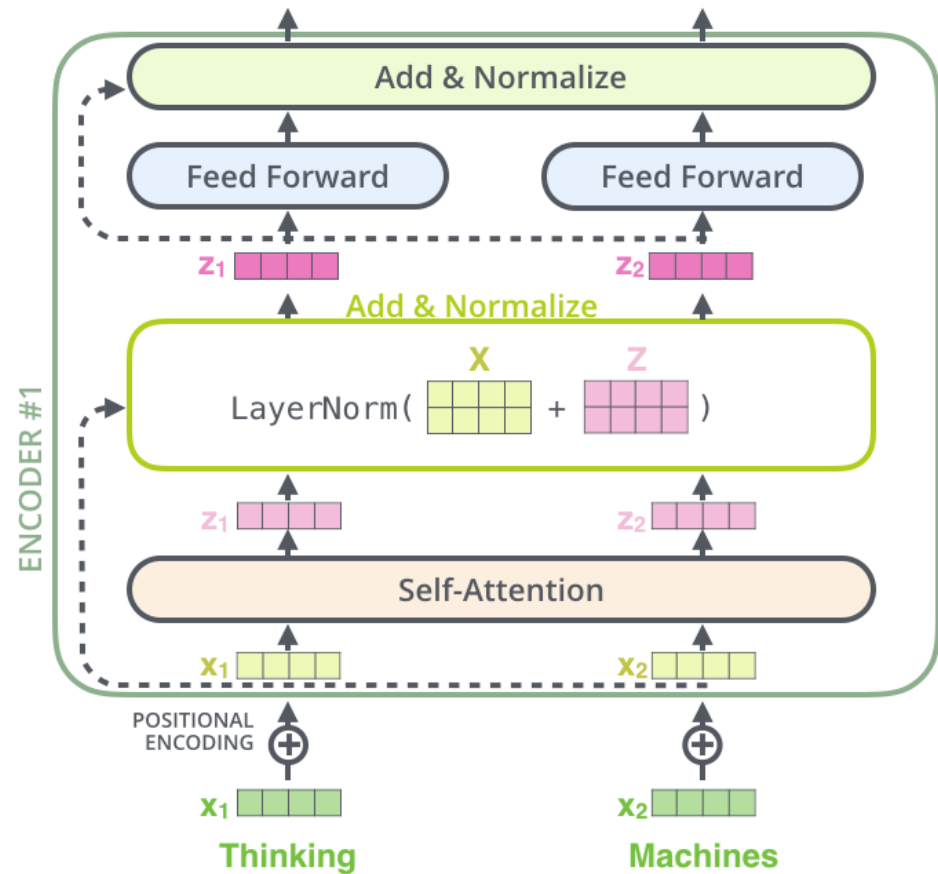 Add & Normalize
Feed Forward Feed Forward
z1 z2
Add & Normalize
X Z
LayerNorm( + )
ENCODER #1
z1 z2
Self-Attention
x1 x2
POSITIONAL
ENCODING
x1 x2
Thinking Machines